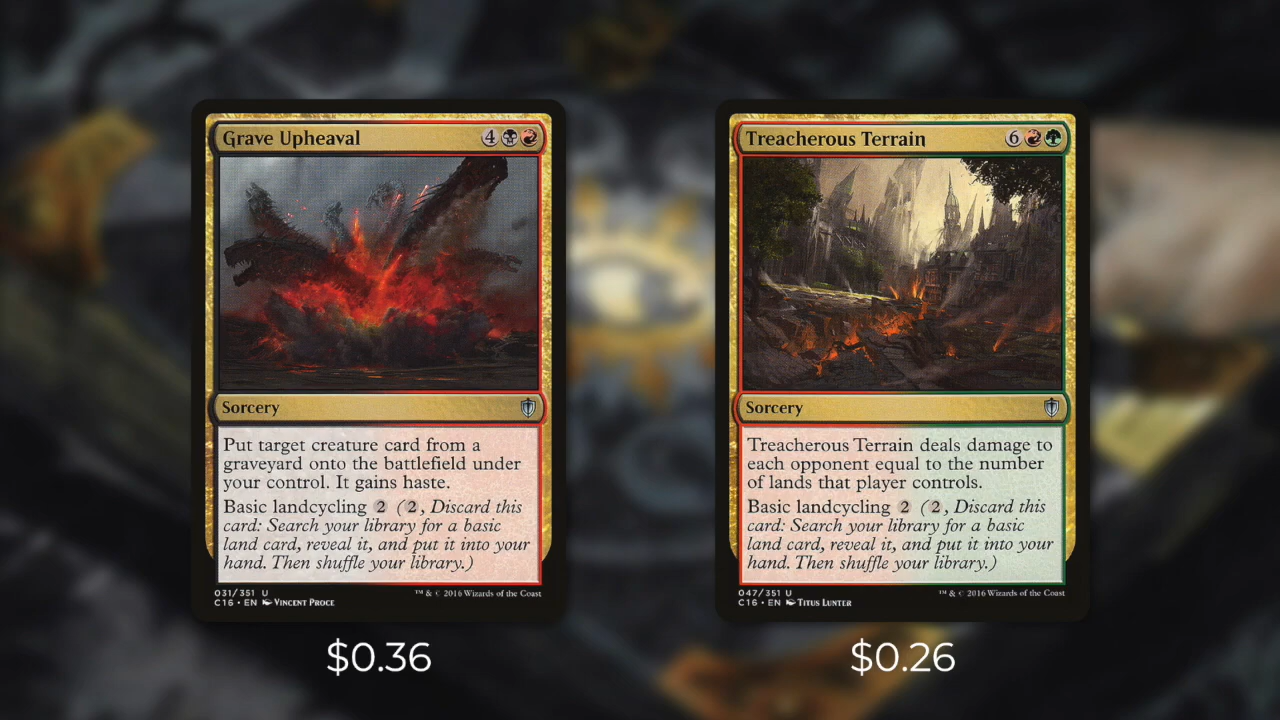 Grave Upheaval 4
Sorcery
Put target creature card from a
graveyard onto the battlefield under
your control. It gains haste.
Basic landcycling 2 (2, Discard this
card: Search your library for a basic
land card, reveal it, and put it into your
hand. Then shuffle your library.)
031/351 U
C16 • EN Vincent Proce
™ & © 2016 Wizards of the Coast
$0.36
Treacherous Terrain 6
Sorcery
Treacherous Terrain deals damage to
each opponent equal to the number
of lands that player controls.
Basic landcycling 2 (2, Discard this
card: Search your library for a basic
land card, reveal it, and put it into your
hand. Then shuffle your library.)
047/351 U
C16 • EN Titus Lunter
™ & © 2016 Wizards of the Coast
$0.26